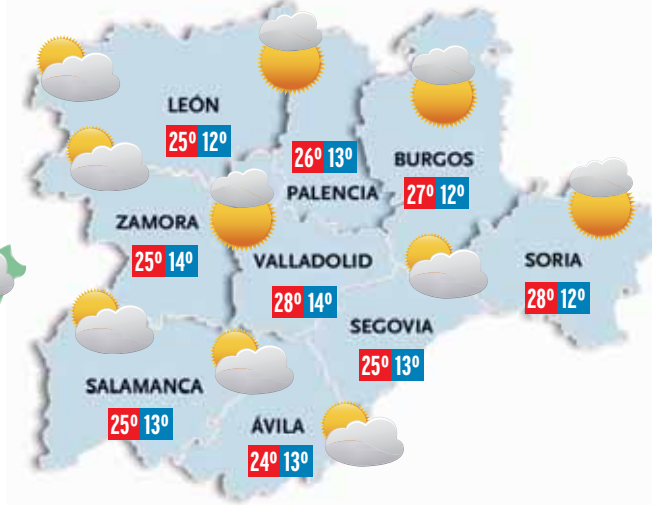 LEÓN
25º 12º
26º 13º
PALENCIA
BURGOS
27º 12º
ZAMORA
25º 14º
VALLADOLID
28º 14º
SORIA
28º 12º
SEGOVIA
25º 13º
SALAMANCA
25º 13º
ÁVILA
24º 13º